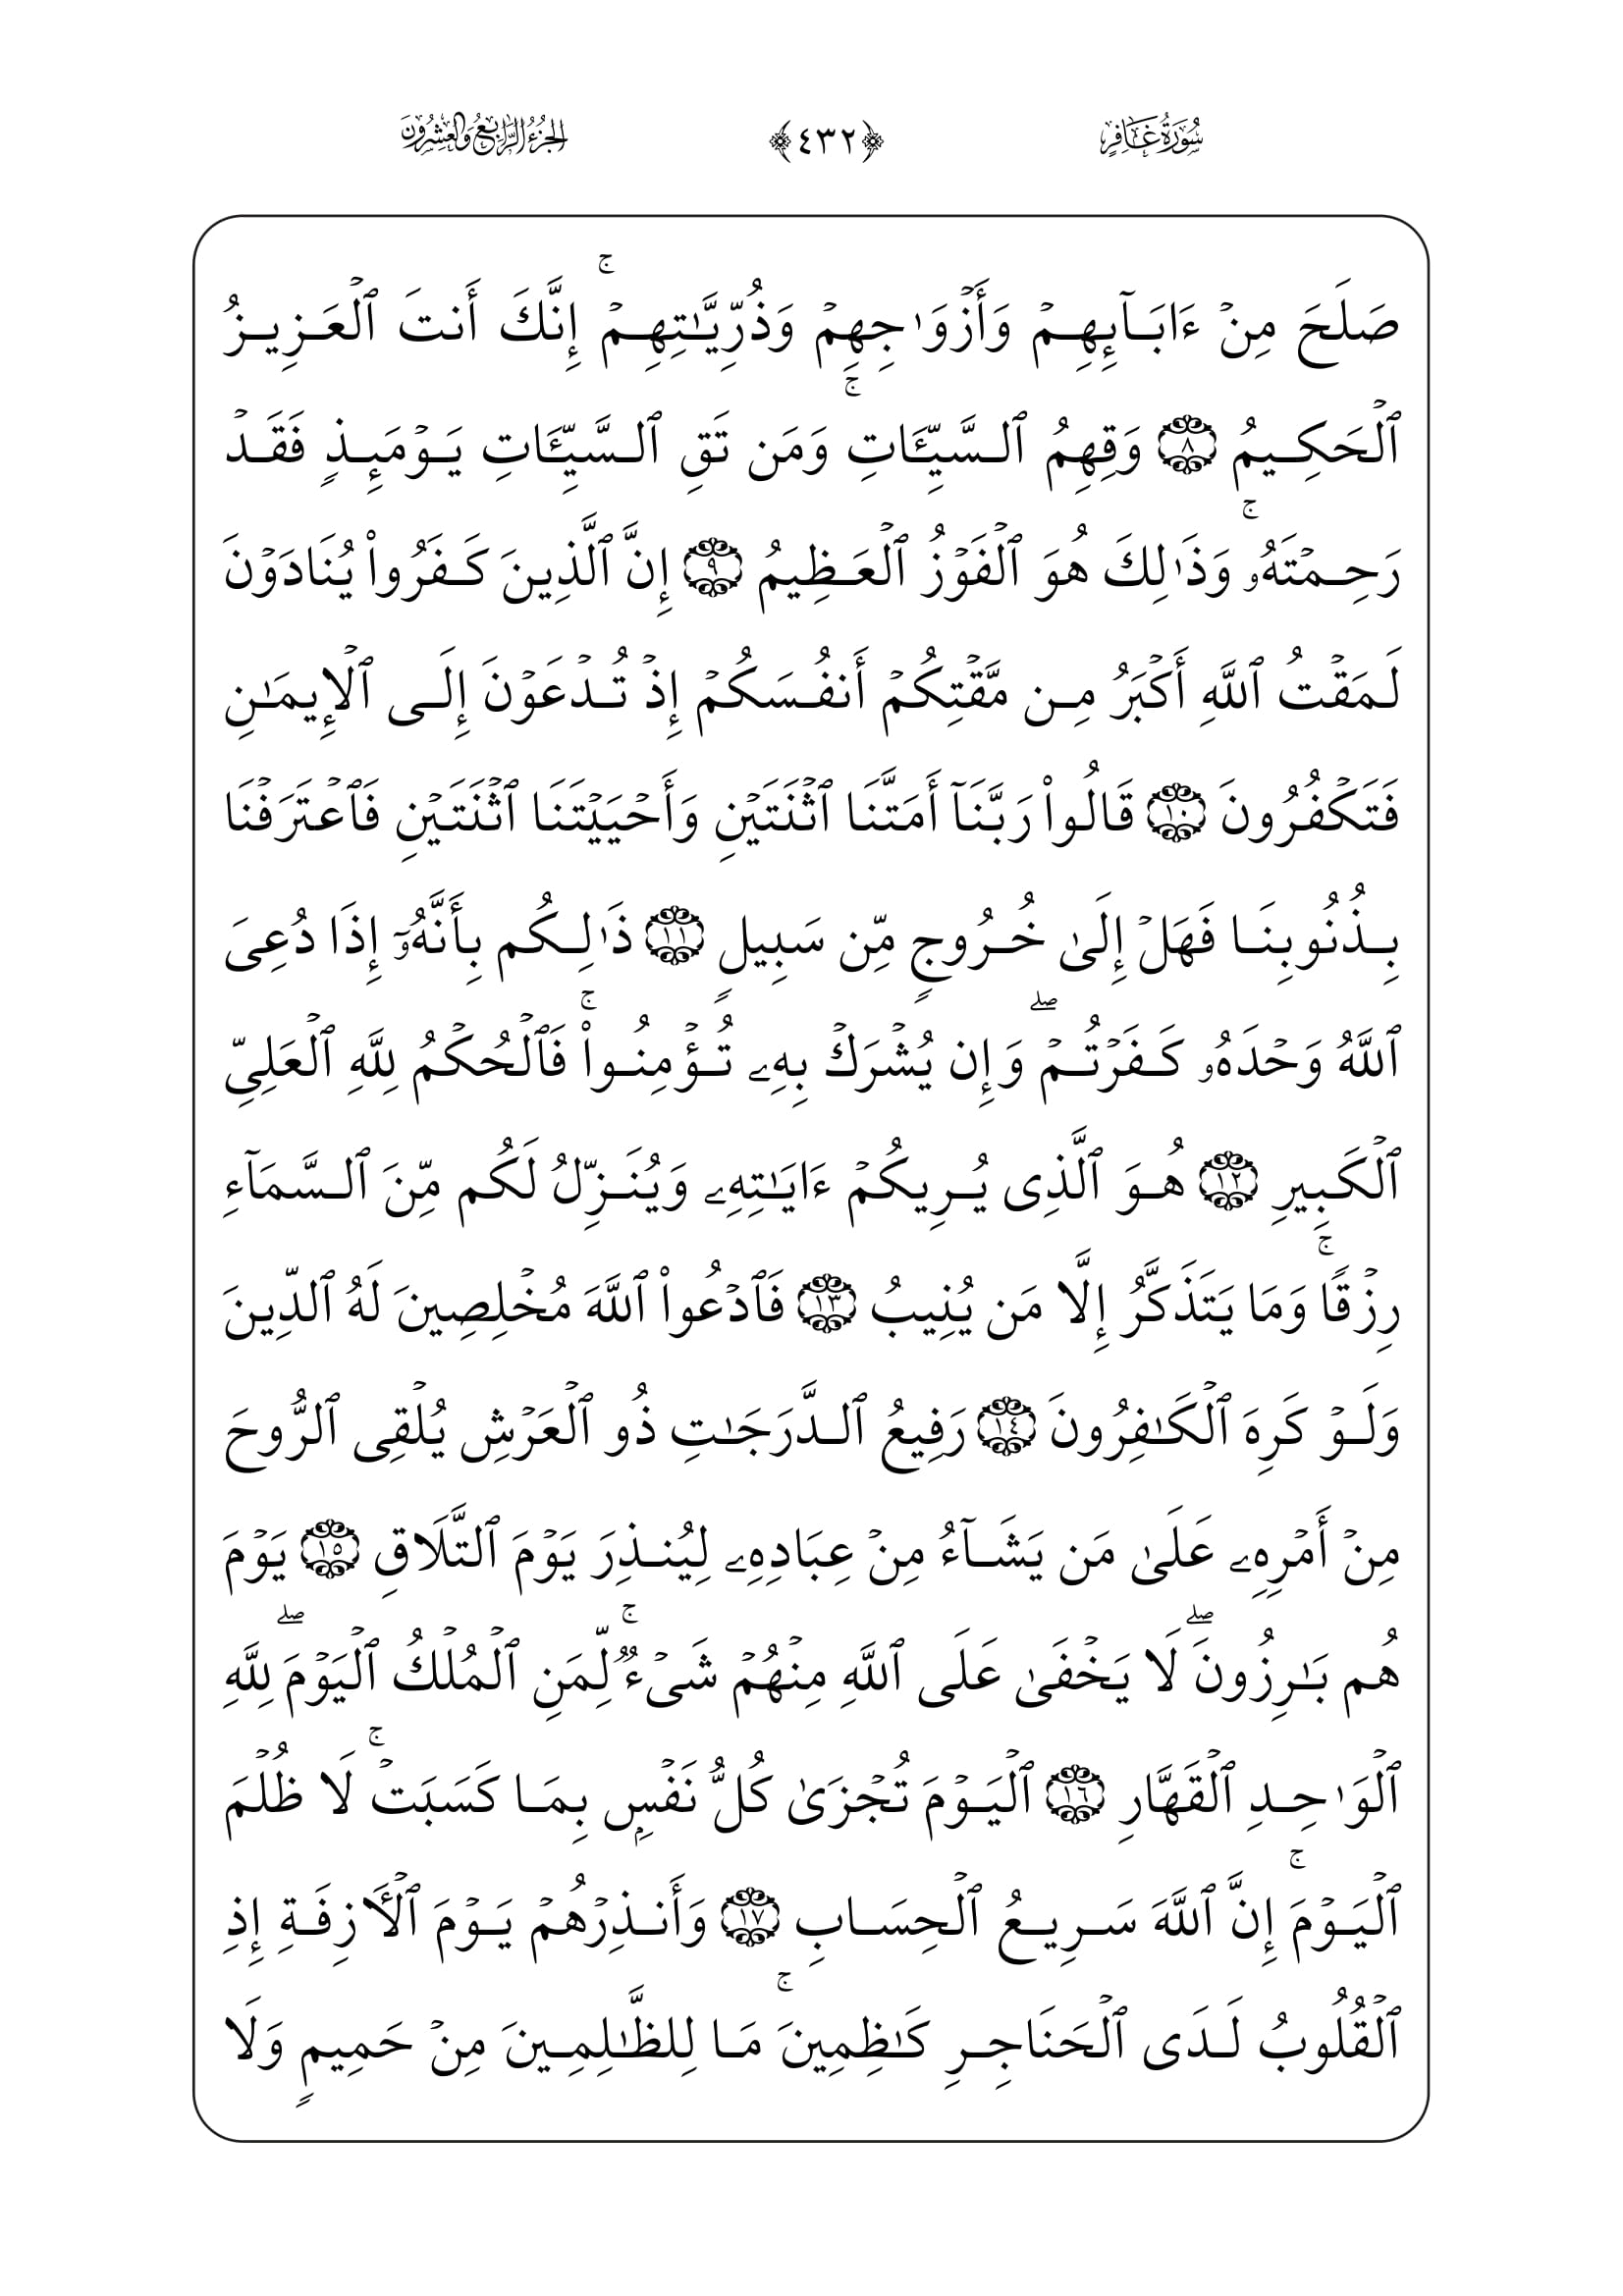 سُورَةُ غَافِرٍ ﴿٤٣٢﴾ الجُزْءُ الرَّابِعُ وَالعِشْرُونَ
صَلَحَ مِنْ ءَابَآئِهِمْ وَأَزْوَٰجِهِمْ وَذُرِّيَّـٰتِهِمْ ۚ إِنَّكَ أَنتَ ٱلْعَزِيزُ
ٱلْحَكِيمُ ۝٨ وَقِهِمُ ٱلسَّيِّـَٔاتِ ۚ وَمَن تَقِ ٱلسَّيِّـَٔاتِ يَوْمَئِذٍ فَقَدْ
رَحِمْتَهُۥ ۚ وَذَٰلِكَ هُوَ ٱلْفَوْزُ ٱلْعَظِيمُ ۝٩ إِنَّ ٱلَّذِينَ كَفَرُوا۟ يُنَادَوْنَ
لَمَقْتُ ٱللَّهِ أَكْبَرُ مِن مَّقْتِكُمْ أَنفُسَكُمْ إِذْ تُدْعَوْنَ إِلَى ٱلْإِيمَـٰنِ
فَتَكْفُرُونَ ۝١٠ قَالُوا۟ رَبَّنَآ أَمَتَّنَا ٱثْنَتَيْنِ وَأَحْيَيْتَنَا ٱثْنَتَيْنِ فَٱعْتَرَفْنَا
بِذُنُوبِنَا فَهَلْ إِلَىٰ خُرُوجٍ مِّن سَبِيلٍ ۝١١ ذَٰلِكُم بِأَنَّهُۥٓ إِذَا دُعِىَ
ٱللَّهُ وَحْدَهُۥ كَفَرْتُمْ ۖ وَإِن يُشْرَكْ بِهِۦ تُؤْمِنُوا۟ ۚ فَٱلْحُكْمُ لِلَّهِ ٱلْعَلِىِّ
ٱلْكَبِيرِ ۝١٢ هُوَ ٱلَّذِى يُرِيكُمْ ءَايَـٰتِهِۦ وَيُنَزِّلُ لَكُم مِّنَ ٱلسَّمَآءِ
رِزْقًا ۚ وَمَا يَتَذَكَّرُ إِلَّا مَن يُنِيبُ ۝١٣ فَٱدْعُوا۟ ٱللَّهَ مُخْلِصِينَ لَهُ ٱلدِّينَ
وَلَوْ كَرِهَ ٱلْكَـٰفِرُونَ ۝١٤ رَفِيعُ ٱلدَّرَجَـٰتِ ذُو ٱلْعَرْشِ يُلْقِى ٱلرُّوحَ
مِنْ أَمْرِهِۦ عَلَىٰ مَن يَشَآءُ مِنْ عِبَادِهِۦ لِيُنذِرَ يَوْمَ ٱلتَّلَاقِ ۝١٥ يَوْمَ
هُم بَـٰرِزُونَ ۖ لَا يَخْفَىٰ عَلَى ٱللَّهِ مِنْهُمْ شَىْءٌ ۚ لِّمَنِ ٱلْمُلْكُ ٱلْيَوْمَ ۖ لِلَّهِ
ٱلْوَٰحِدِ ٱلْقَهَّارِ ۝١٦ ٱلْيَوْمَ تُجْزَىٰ كُلُّ نَفْسٍۭ بِمَا كَسَبَتْ ۚ لَا ظُلْمَ
ٱلْيَوْمَ ۚ إِنَّ ٱللَّهَ سَرِيعُ ٱلْحِسَابِ ۝١٧ وَأَنذِرْهُمْ يَوْمَ ٱلْـَٔازِفَةِ إِذِ
ٱلْقُلُوبُ لَدَى ٱلْحَنَاجِرِ كَـٰظِمِينَ ۚ مَا لِلظَّـٰلِمِينَ مِنْ حَمِيمٍ وَلَا